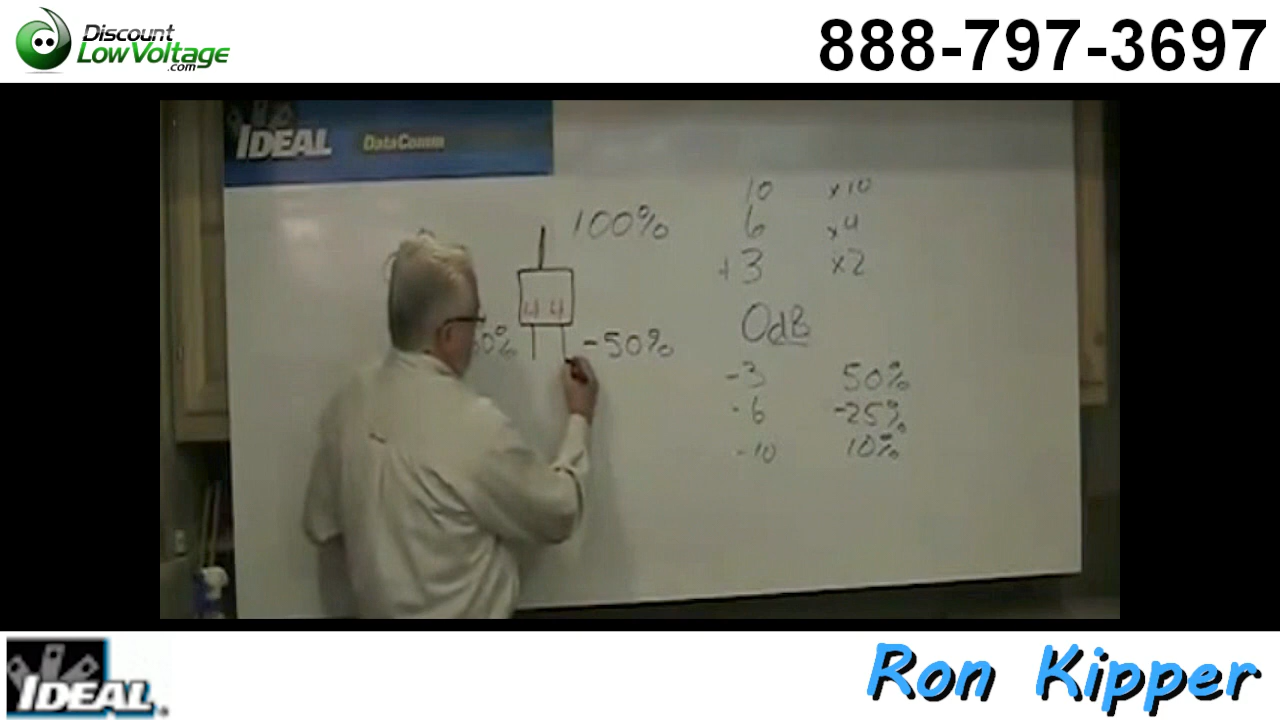 Discount
LowVoltage
.com
888-797-3697
IDEAL DataComm
10 x10
100% 6 x4
+3 x2
4 4
0dB
0% -50%
-3 50%
-6 -25%
-10 10%
IDEAL
Ron Kipper